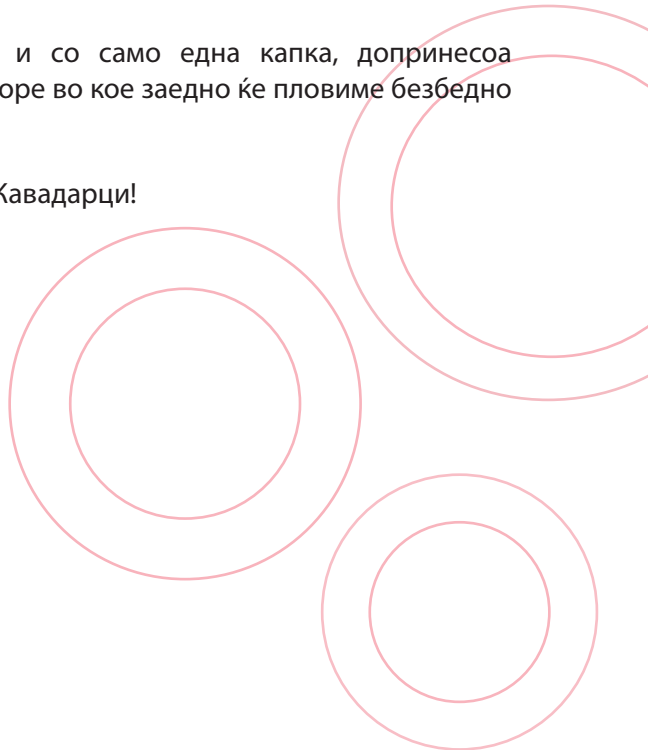 и со само една капка, допринесоа
оре во кое заедно ќе пловиме безбедно
Кавадарци!